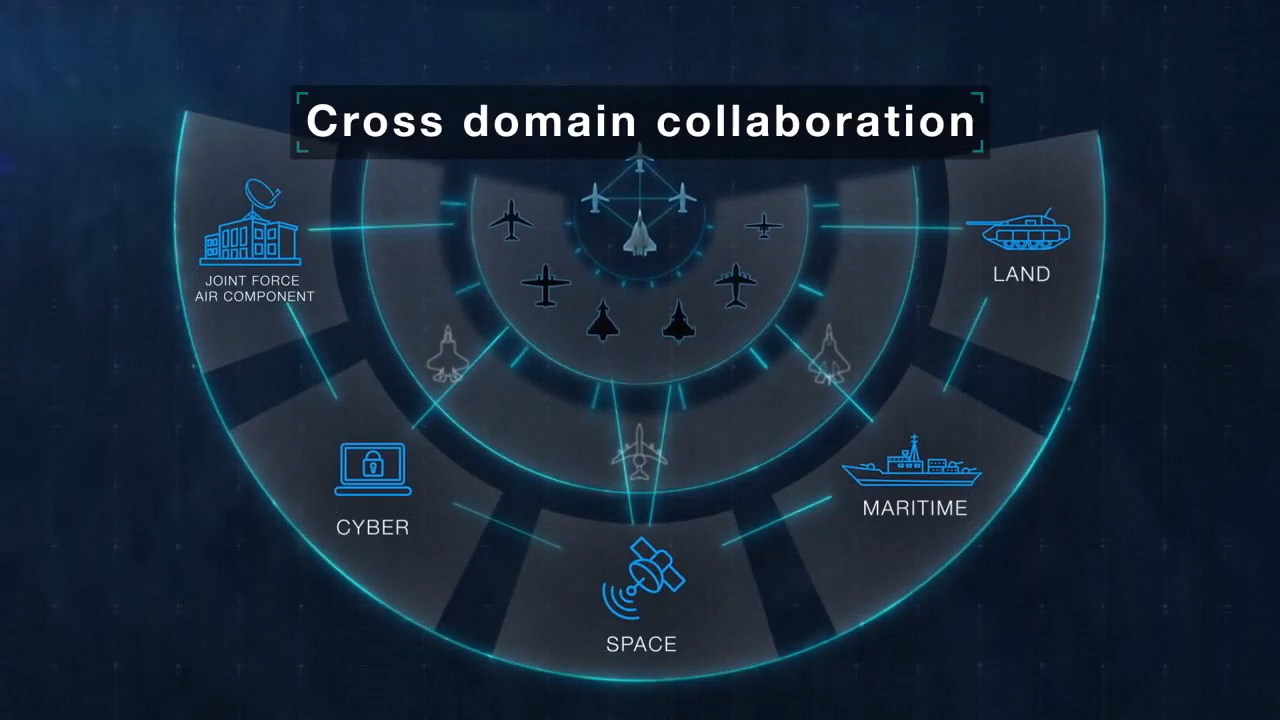 Cross domain collaboration
JOINT FORCE
AIR COMPONENT
LAND
CYBER
MARITIME
SPACE